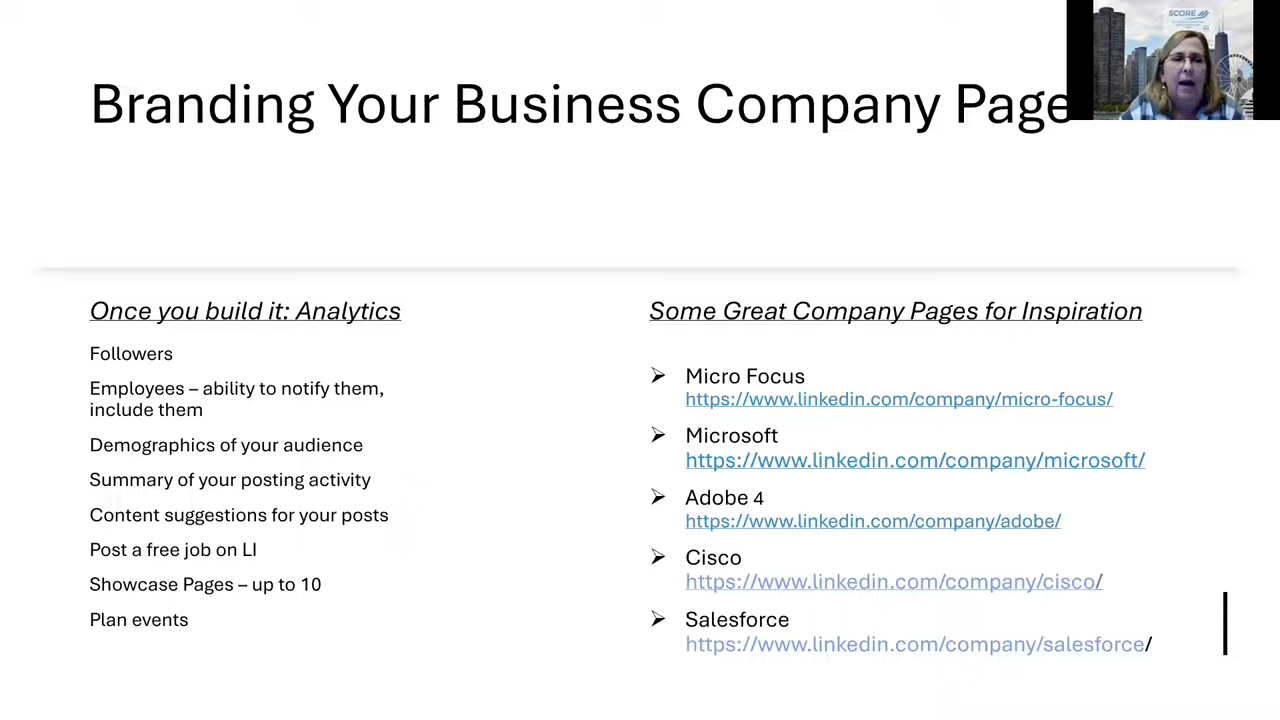 SCORE
Branding Your Business Company Page
Once you build it: Analytics
Followers
Employees – ability to notify them,
include them
Demographics of your audience
Summary of your posting activity
Content suggestions for your posts
Post a free job on LI
Showcase Pages – up to 10
Plan events
Some Great Company Pages for Inspiration
Micro Focus
https://www.linkedin.com/company/micro-focus/
Microsoft
https://www.linkedin.com/company/microsoft/
Adobe 4
https://www.linkedin.com/company/adobe/
Cisco
https://www.linkedin.com/company/cisco/
Salesforce
https://www.linkedin.com/company/salesforce/